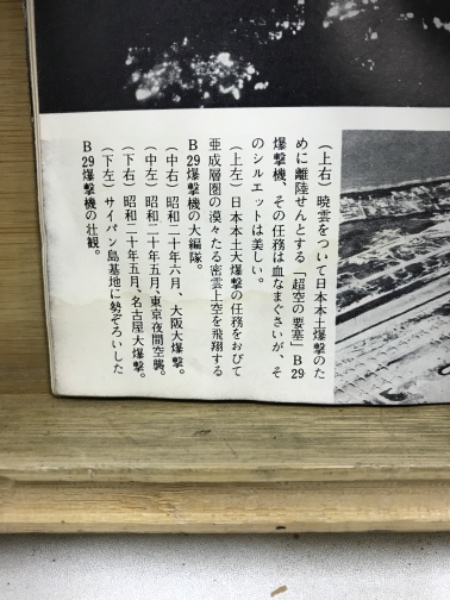 (上右) 暁雲をついて日本本土爆撃のた
めに離陸せんとする「超空の要塞」B29
爆撃機、その任務は血なまぐさいが、そ
のシルエットは美しい。
(上左) 日本本土大爆撃の任務をおびて
亜成層圏の漠々たる密雲上空を飛翔する
B29爆撃機の大編隊。
(中右) 昭和二十年六月、大阪大爆撃。
(中左) 昭和二十年五月、東京夜間空襲。
(下右) 昭和二十年五月、名古屋大爆撃。
(下左) サイパン島基地に勢ぞろいした
B29爆撃機の壮観。